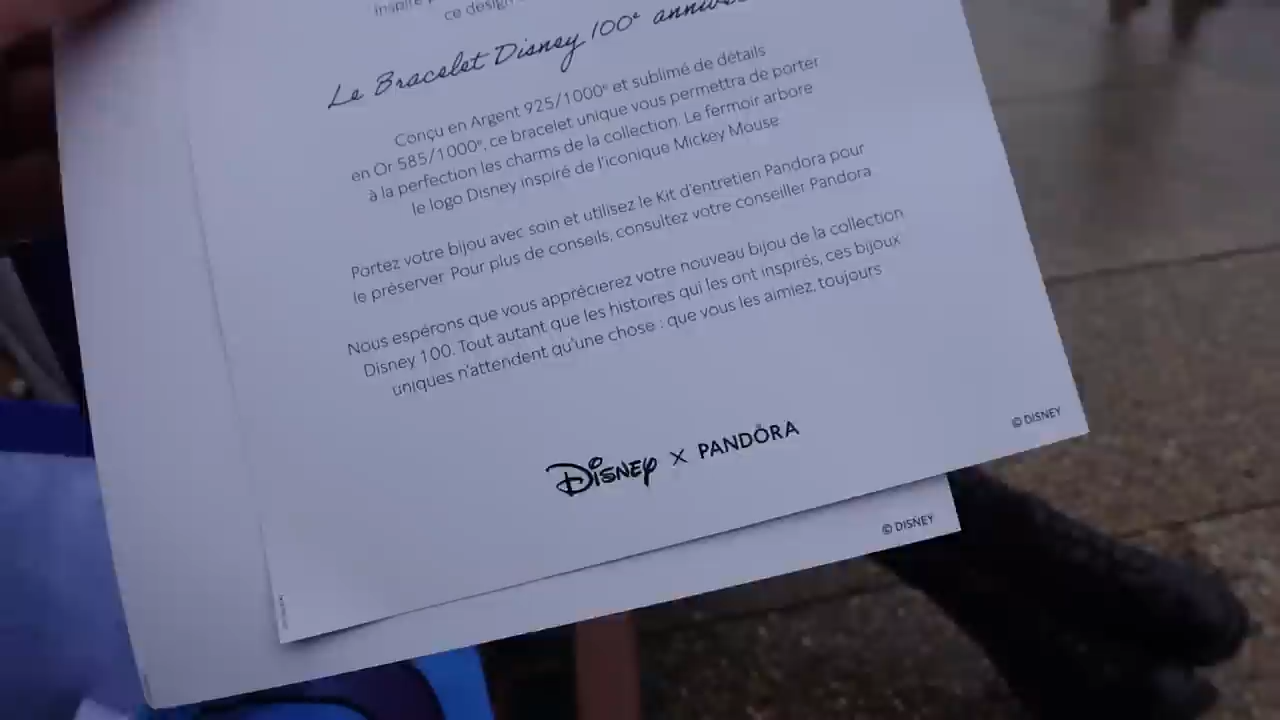 ce design
Le Bracelet Disney 100e
Conçu en Argent 925/1000e et sublimé de détails
en Or 585/1000e, ce bracelet unique vous permettra de porter
à la perfection les charms de la collection. Le fermoir arbore
le logo Disney inspiré de l'iconique Mickey Mouse.
Portez votre bijou avec soin et utilisez le Kit d'entretien Pandora pour
le préserver. Pour plus de conseils, consultez votre conseiller Pandora.
Nous espérons que vous apprécierez votre nouveau bijou de la collection
Disney 100. Tout autant que les histoires qui les ont inspirés, ces bijoux
uniques n'attendent qu'une chose : que vous les aimiez, toujours.
Disney x PANDÖRA
© DISNEY
© DISNEY